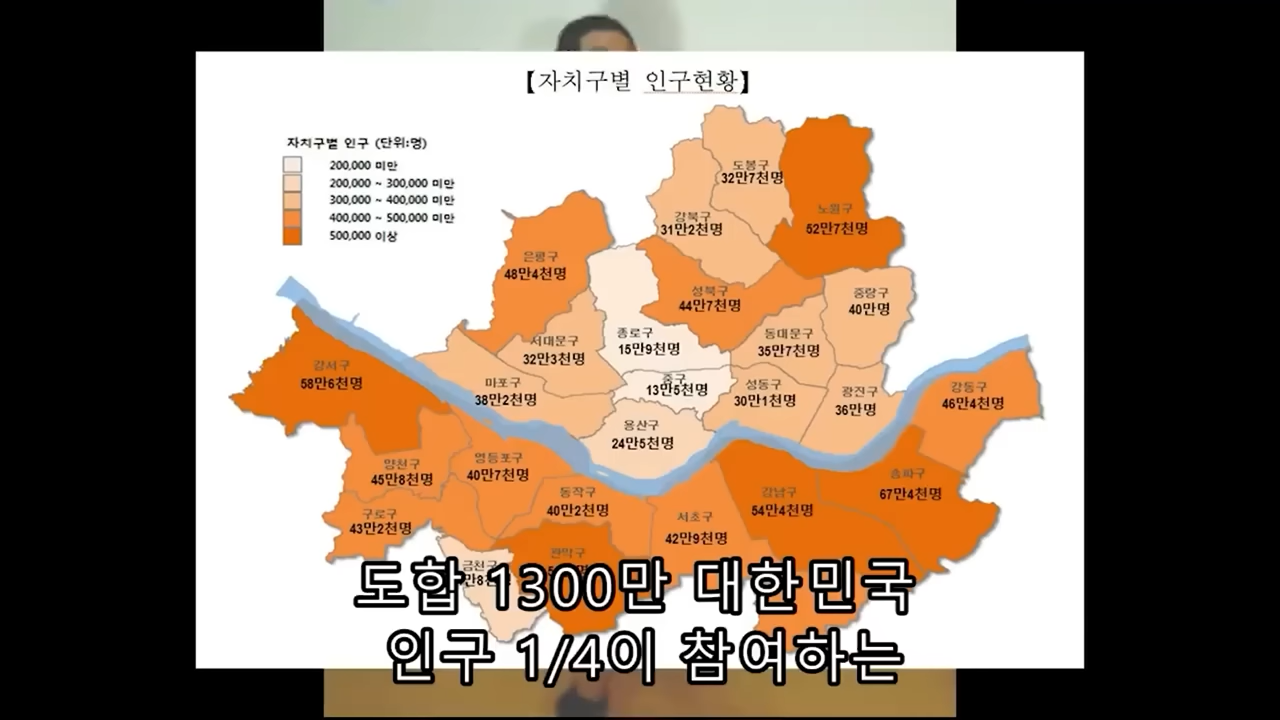 【자치구별 인구현황】
자치구별 인구 (단위:명)
200,000 미만
200,000 ~ 300,000 미만
300,000 ~ 400,000 미만
400,000 ~ 500,000 미만
500,000 이상
도봉구
32만7천명
노원구
52만7천명
강북구
31만2천명
은평구
48만4천명
성북구
44만7천명
중랑구
40만명
종로구
15만9천명
동대문구
35만7천명
서대문구
32만3천명
강서구
58만6천명
마포구
38만2천명
중구
13만5천명
성동구
30만1천명
광진구
36만명
강동구
46만4천명
용산구
24만5천명
양천구
45만8천명
영등포구
40만7천명
송파구
67만4천명
동작구
40만2천명
강남구
54만4천명
구로구
43만2천명
서초구
42만9천명
관악구
금천구
도합 1300만 대한민국
인구 1/4이 참여하는